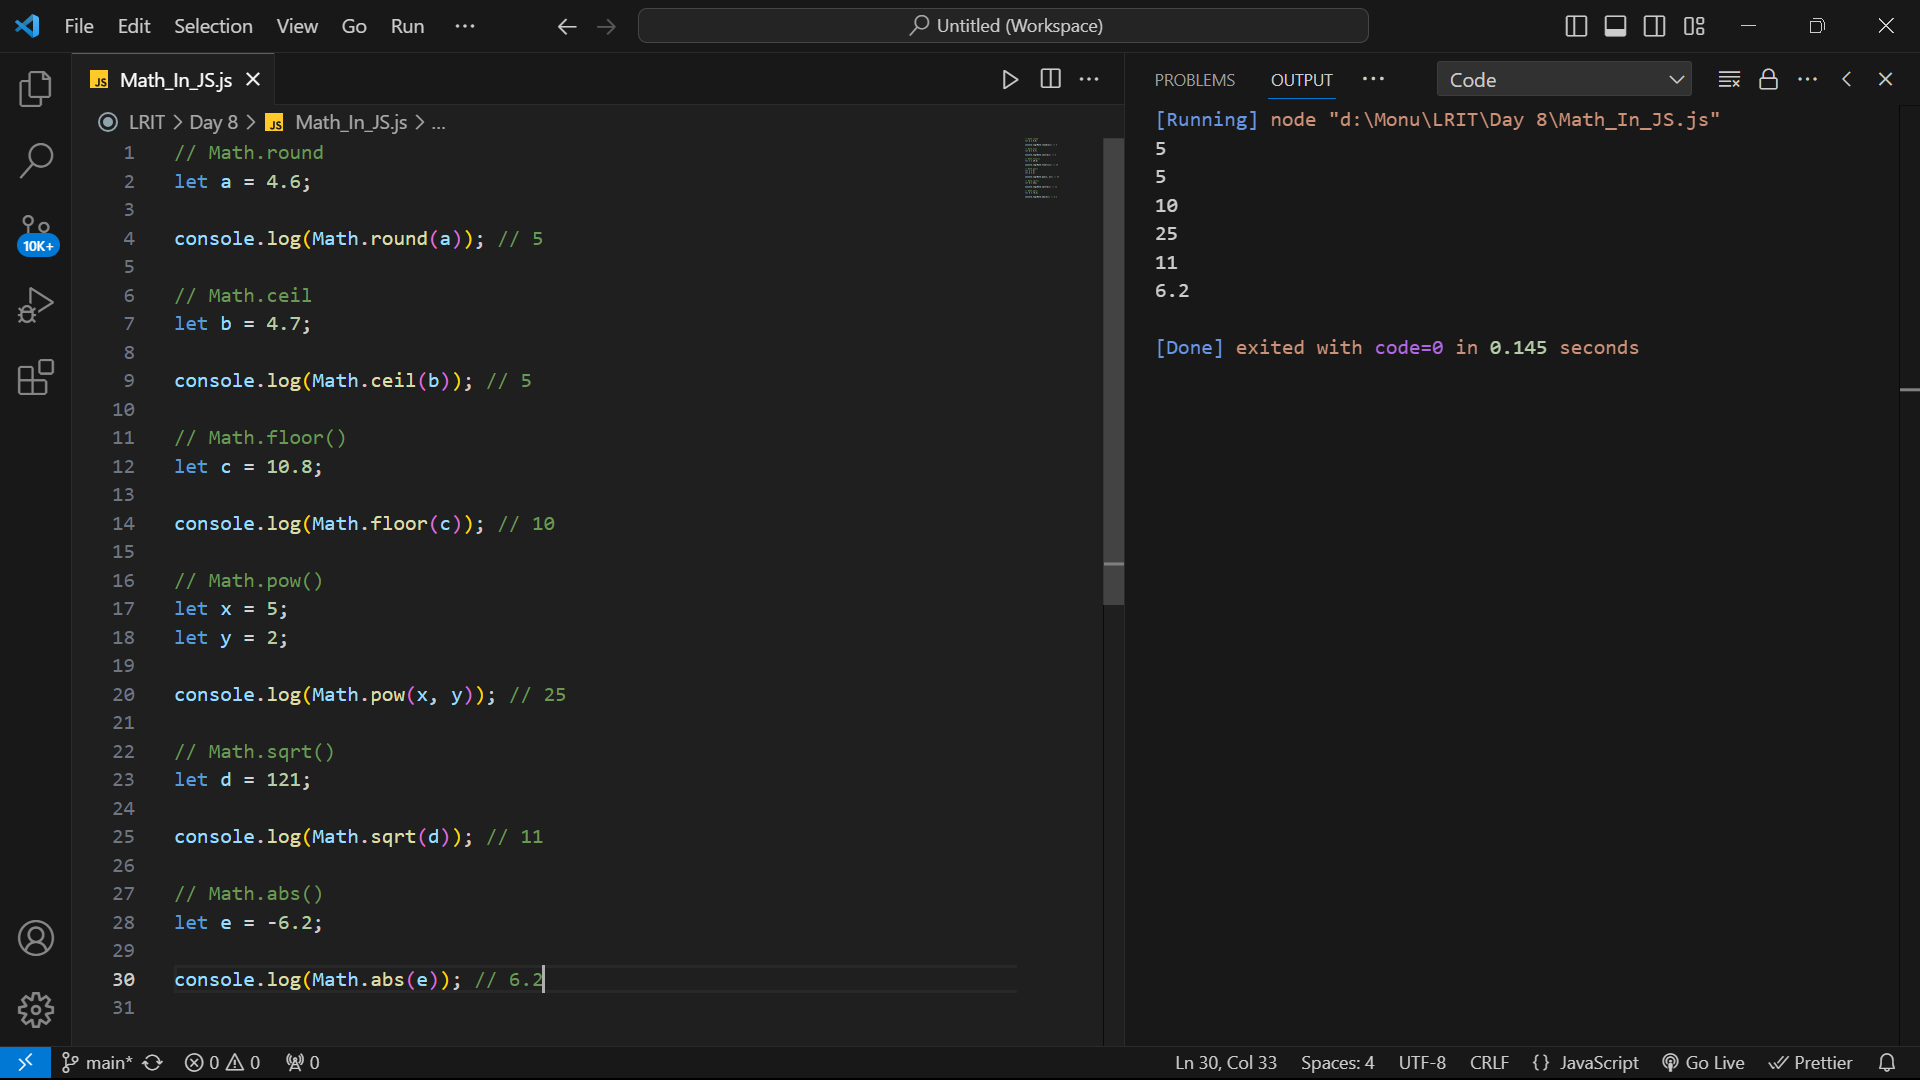 File Edit Selection View Go Run ··· Untitled (Workspace)
JS Math_In_JS.js
LRIT > Day 8 > JS Math_In_JS.js > ...
10K+
1 // Math.round
2 let a = 4.6;
3
4 console.log(Math.round(a)); // 5
5
6 // Math.ceil
7 let b = 4.7;
8
9 console.log(Math.ceil(b)); // 5
10
11 // Math.floor()
12 let c = 10.8;
13
14 console.log(Math.floor(c)); // 10
15
16 // Math.pow()
17 let x = 5;
18 let y = 2;
19
20 console.log(Math.pow(x, y)); // 25
21
22 // Math.sqrt()
23 let d = 121;
24
25 console.log(Math.sqrt(d)); // 11
26
27 // Math.abs()
28 let e = -6.2;
29
30 console.log(Math.abs(e)); // 6.2
31
PROBLEMS OUTPUT ··· Code
[Running] node "d:\Monu\LRIT\Day 8\Math_In_JS.js"
5
5
10
25
11
6.2
[Done] exited with code=0 in 0.145 seconds
main* 0 0 0 Ln 30, Col 33 Spaces: 4 UTF-8 CRLF {} JavaScript Go Live Prettier